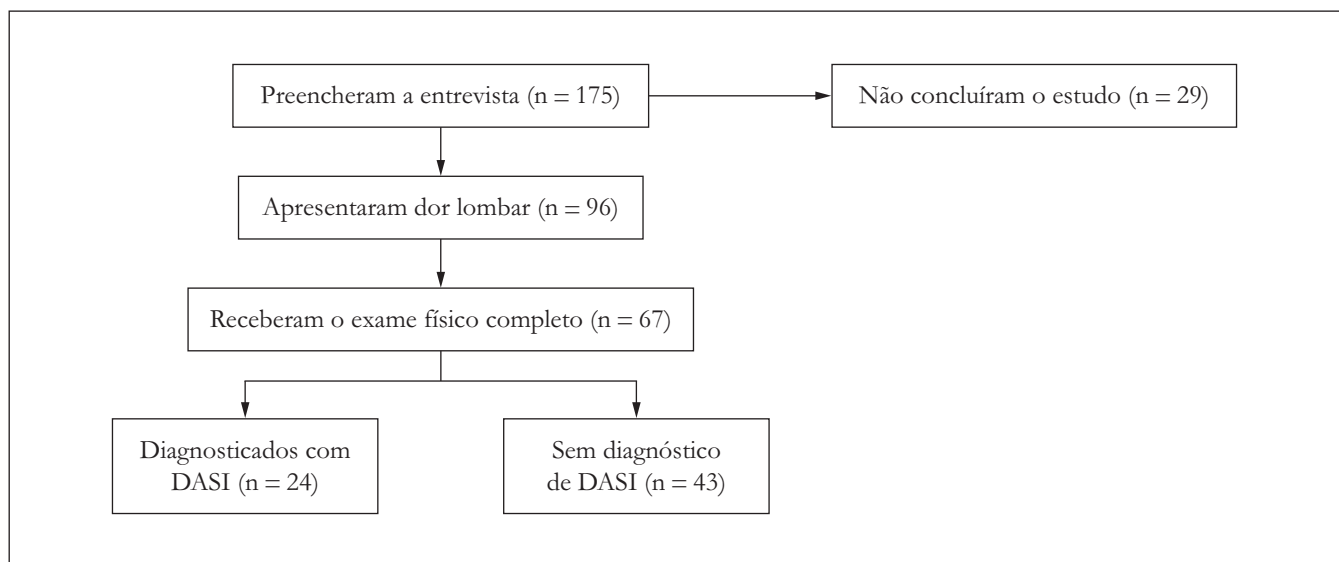 Preencheram a entrevista (n = 175)
Não concluíram o estudo (n = 29)
Apresentaram dor lombar (n = 96)
Receberam o exame físico completo (n = 67)
Diagnosticados com
DASI (n = 24)
Sem diagnóstico
de DASI (n = 43)